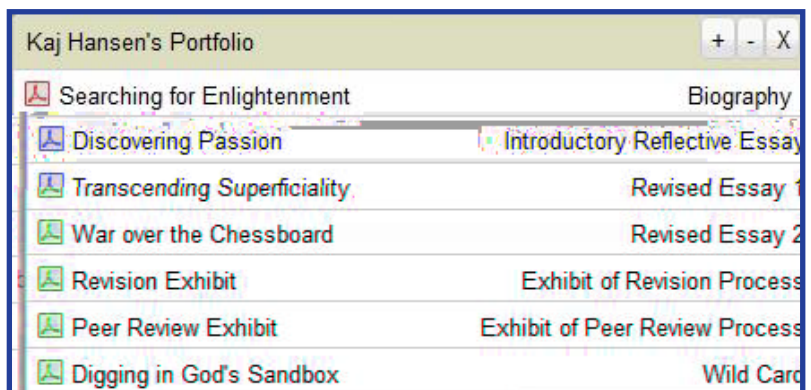 Kaj Hansen's Portfolio + - X
Searching for Enlightenment Biography
Discovering Passion Introductory Reflective Essay
Transcending Superficiality Revised Essay 1
War over the Chessboard Revised Essay 2
Revision Exhibit Exhibit of Revision Process
Peer Review Exhibit Exhibit of Peer Review Process
Digging in God's Sandbox Wild Card